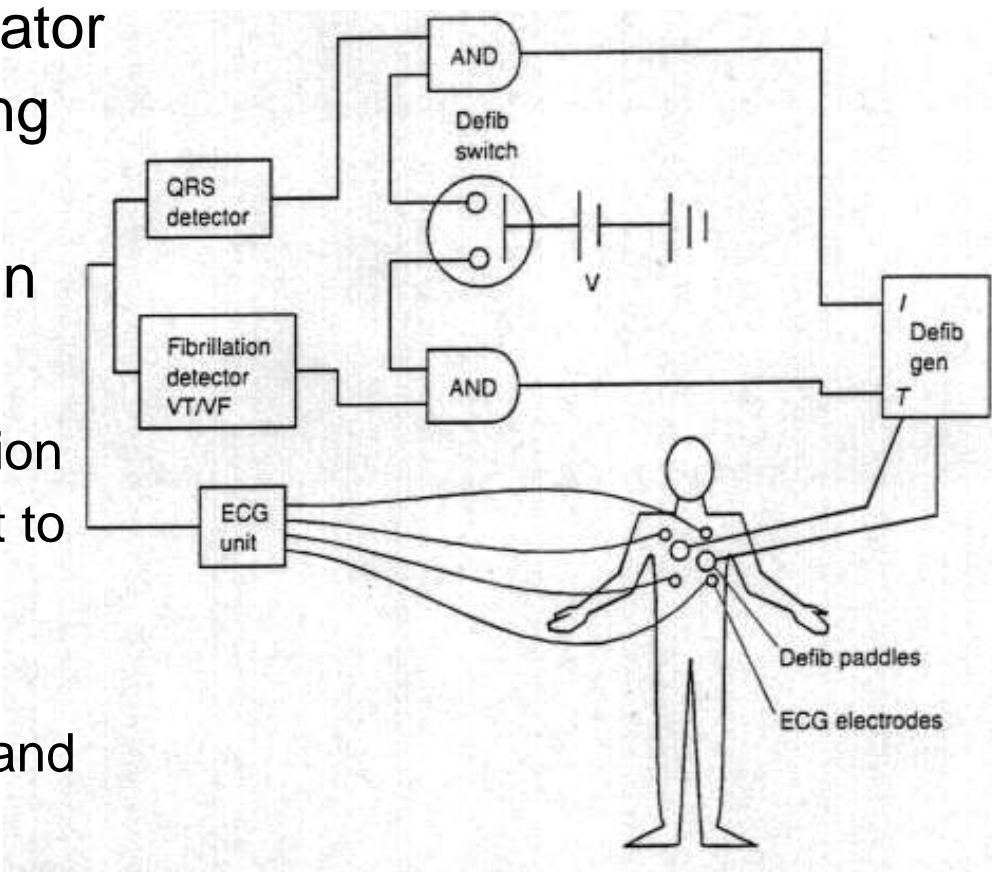 ator
ng
n
ion
t to
and
AND
Defib
switch
QRS
detector
V
I
Defib
gen
T
Fibrillation
detector
VT/VF
AND
ECG
unit
Defib paddles
ECG electrodes